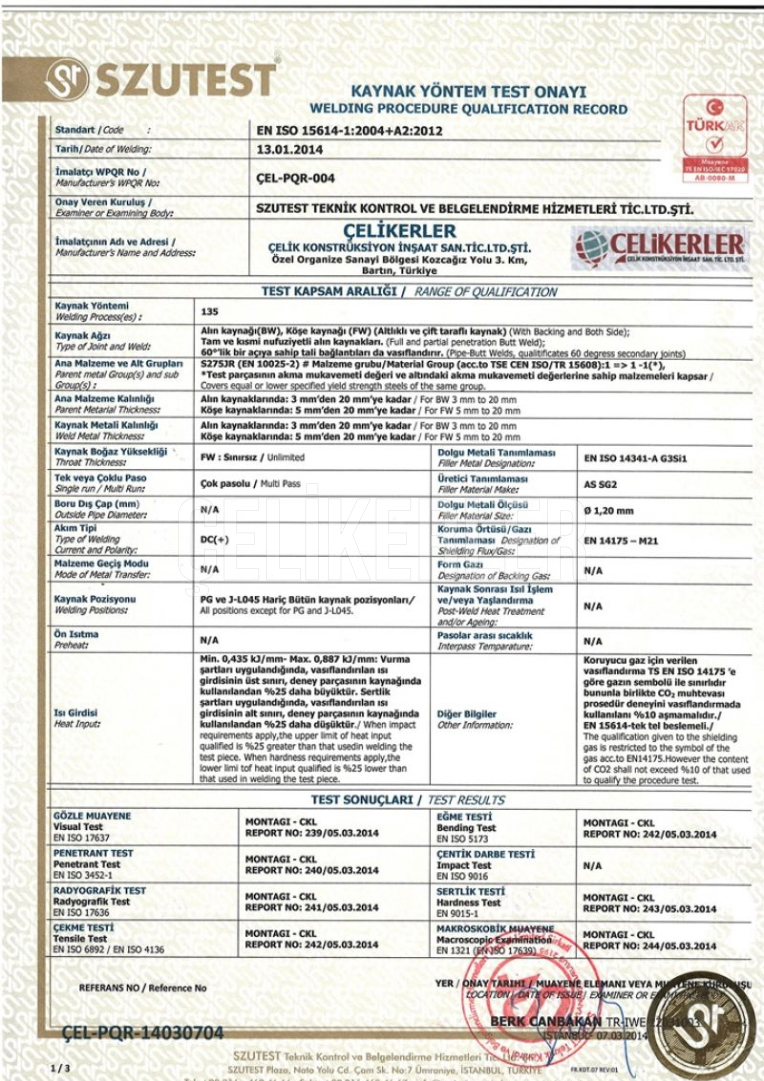 SZUTEST
KAYNAK YÖNTEM TEST ONAYI
WELDING PROCEDURE QUALIFICATION RECORD
TÜRKAK
Muayene
TS EN ISO/IEC 17020
AB-0080-M
Standart / Code : EN ISO 15614-1:2004+A2:2012
Tarih/ Date of Welding: 13.01.2014
İmalatçı WPQR No /
Manufacturer's WPQR No:
ÇEL-PQR-004
Onay Veren Kuruluş /
Examiner or Examining Body:
SZUTEST TEKNİK KONTROL VE BELGELENDİRME HİZMETLERİ TİC.LTD.ŞTİ.
İmalatçının Adı ve Adresi /
Manufacturer's Name and Address:
ÇELİKERLER
ÇELİK KONSTRÜKSİYON İNŞAAT SAN.TİC.LTD.ŞTİ.
Özel Organize Sanayi Bölgesi Kozcağız Yolu 3. Km,
Bartın, Türkiye
ÇELiKERLER
ÇELİK KONSTRÜKSİYON İNŞAAT SAN. TİC. LTD. ŞTİ.
TEST KAPSAM ARALIĞI / RANGE OF QUALIFICATION
Kaynak Yöntemi
Welding Process(es) :
135
Kaynak Ağzı
Type of Joint and Weld:
Alın kaynağı(BW), Köşe kaynağı (FW) (Altlıklı ve çift taraflı kaynak) (With Backing and Both Side);
Tam ve kısmi nufuziyetli alın kaynakları. (Full and partial penetration Butt Weld);
60°'lik bir açıya sahip tali bağlantıları da vasıflandırır. (Pipe-Butt Welds, qualificates 60 degree secondary joints)
Ana Malzeme ve Alt Grupları
Parent metal Group(s) and sub
Group(s) :
S275JR (EN 10025-2) # Malzeme grubu/Material Group (acc.to TSE CEN ISO/TR 15608):1 => 1 -1(*),
*Test parçasının akma mukavemeti değeri ve altındaki akma mukavemeti değerlerine sahip malzemeleri kapsar /
Covers equal or lower specified yield strength steels of the same group.
Ana Malzeme Kalınlığı
Parent Metarial Thickness:
Alın kaynaklarında: 3 mm'den 20 mm'ye kadar / For BW 3 mm to 20 mm
Köşe kaynaklarında: 5 mm'den 20 mm'ye kadar / For FW 5 mm to 20 mm
Kaynak Metali Kalınlığı
Weld Metal Thickness:
Alın kaynaklarında: 3 mm'den 20 mm'ye kadar / For BW 3 mm to 20 mm
Köşe kaynaklarında: 5 mm'den 20 mm'ye kadar / For FW 5 mm to 20 mm
Kaynak Boğaz Yüksekliği
Throat Thickness:
FW : Sınırsız / Unlimited
Dolgu Metali Tanımlaması
Filler Metal Designation:
EN ISO 14341-A G3Si1
Tek veya Çoklu Paso
Single run / Multi Run:
Çok pasolu / Multi Pass
Üretici Tanımlaması
Filler Material Make:
AS SG2
Boru Dış Çap (mm)
Outside Pipe Diameter:
N/A
Dolgu Metali Ölçüsü
Filler Material Size:
Ø 1,20 mm
Akım Tipi
Type of Welding
Current and Polarity:
DC(+)
Koruma Örtüsü/Gazı
Tanımlaması Designation of
Shielding Flux/Gas:
EN 14175 – M21
Malzeme Geçiş Modu
Mode of Metal Transfer:
N/A
Form Gazı
Designation of Backing Gas:
N/A
Kaynak Pozisyonu
Welding Positions:
PG ve J-L045 Hariç Bütün kaynak pozisyonları/
All positions except for PG and J-L045.
Kaynak Sonrası Isıl İşlem
ve/veya Yaşlandırma
Post-Weld Heat Treatment
and/or Ageing:
N/A
Ön Isıtma
Preheat:
N/A
Pasolar arası sıcaklık
Interpass Temparature:
N/A
Isı Girdisi
Heat Input:
Min. 0,435 kJ/mm- Max. 0,887 kJ/mm: Vurma
şartları uygulandığında, vasıflandırılan ısı
girdisinin üst sınırı, deney parçasının kaynağında
kullanılandan %25 daha büyüktür. Sertlik
şartları uygulandığında, vasıflandırılan ısı
girdisinin alt sınırı, deney parçasının kaynağında
kullanılandan %25 daha düşüktür./ When impact
requirements apply,the upper limit of heat input
qualified is %25 greater than that usedin welding the
test piece. When hardness requirements apply,the
lower limi tof heat input qualified is %25 lower than
that used in welding the test piece.
Diğer Bilgiler
Other Information:
Koruyucu gaz için verilen
vasıflandırma TS EN ISO 14175 'e
göre gazın sembolü ile sınırlıdır
bununla birlikte CO₂ muhtevası
prosedür deneyini vasıflandırmada
kullanılanı %10 aşmamalıdır./
EN 15614-tek tel beslemeli./
The qualification given to the shielding
gas is restricted to the symbol of the
gas acc.to EN14175.However the content
of CO2 shall not exceed %10 of that used
to qualify the procedure test.
TEST SONUÇLARI / TEST RESULTS
GÖZLE MUAYENE
Visual Test
EN ISO 17637
MONTAGI - CKL
REPORT NO: 239/05.03.2014
EĞME TESTİ
Bending Test
EN ISO 5173
MONTAGI - CKL
REPORT NO: 242/05.03.2014
PENETRANT TEST
Penetrant Test
EN ISO 3452-1
MONTAGI - CKL
REPORT NO: 240/05.03.2014
ÇENTİK DARBE TESTİ
Impact Test
EN ISO 9016
N/A
RADYOGRAFİK TEST
Radyografik Test
EN ISO 17636
MONTAGI - CKL
REPORT NO: 241/05.03.2014
SERTLİK TESTİ
Hardness Test
EN 9015-1
MONTAGI - CKL
REPORT NO: 243/05.03.2014
ÇEKME TESTİ
Tensile Test
EN ISO 6892 / EN ISO 4136
MONTAGI - CKL
REPORT NO: 242/05.03.2014
MAKROSKOBİK MUAYENE
Macroscopic Examination
EN 1321 (EN ISO 17639)
MONTAGI - CKL
REPORT NO: 244/05.03.2014
REFERANS NO / Reference No
YER / ONAY TARIHI / MUAYENE ELEMANI VEYA MUAYENE KURULUŞU
LOCATION / DATE OF ISSUE / EXAMINER OR
BERK CANBAKAN TR-IWE
İSTANBUL 07.03.2014
ÇEL-PQR-14030704
SZUTEST Teknik Kontrol ve Belgelendirme Hizmetleri Tic. Ltd. Şti.
SZUTEST Plaza, Nato Yolu Cd. Çam Sk. No:7 Ümraniye, İSTANBUL, TÜRKİYE
1 / 3
FR.KDT.07 REV:01
ÇELİKERLER